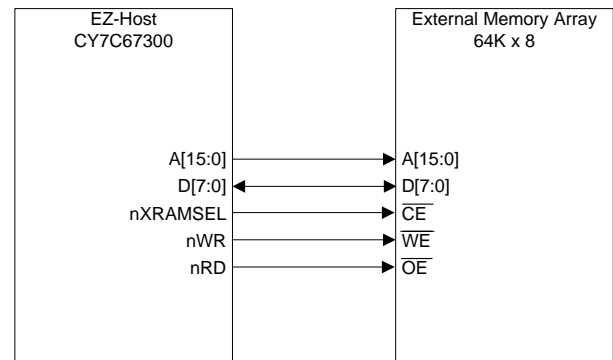 EZ-Host
CY7C67300
External Memory Array
64K x 8
A[15:0]
A[15:0]
D[7:0]
D[7:0]
nXRAMSEL
CE
nWR
WE
nRD
OE